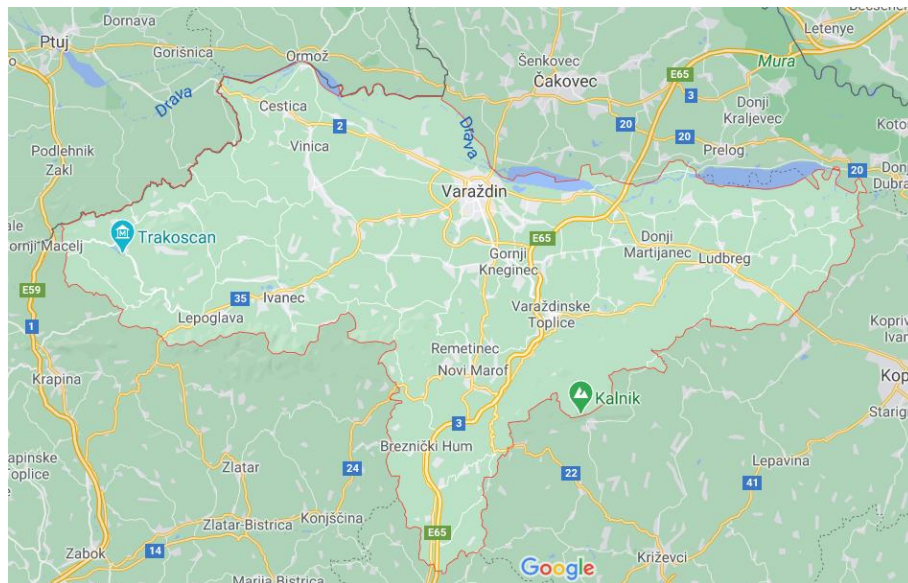 Dornava
Ptuj
Gorišnica
Ormož
Letenye
Šenkovec
Čakovec
E65
Mura
3
Drava
Cestica
2
Drava
20
Donji
Kraljevec
Podlehnik
Zakl
Vinica
20
Prelog
20
Donji
Varaždin
Trakoscan
Gornji Macelj
E65
Donji
Martijanec
Gornji
Kneginec
Ludbreg
E59
35
Ivanec
1
Lepoglava
Varaždinske
Toplice
Remetinec
Novi Marof
Krapina
Kalnik
3
Breznički Hum
Zlatar
24
22
Lepavina
41
Zlatar-Bistrica
Konjščina
E65
14
Zabok
Google
Križevci
Marija Bistrica